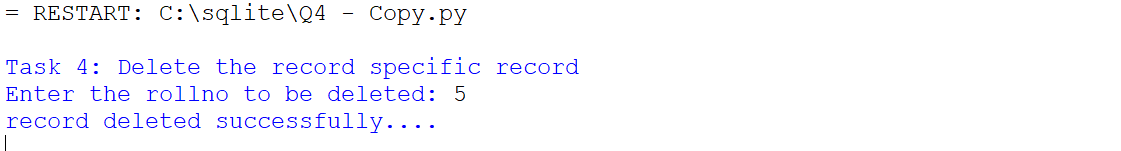 = RESTART: C:\sqlite\Q4 - Copy.py
Task 4: Delete the record specific record
Enter the rollno to be deleted: 5
record deleted successfully....